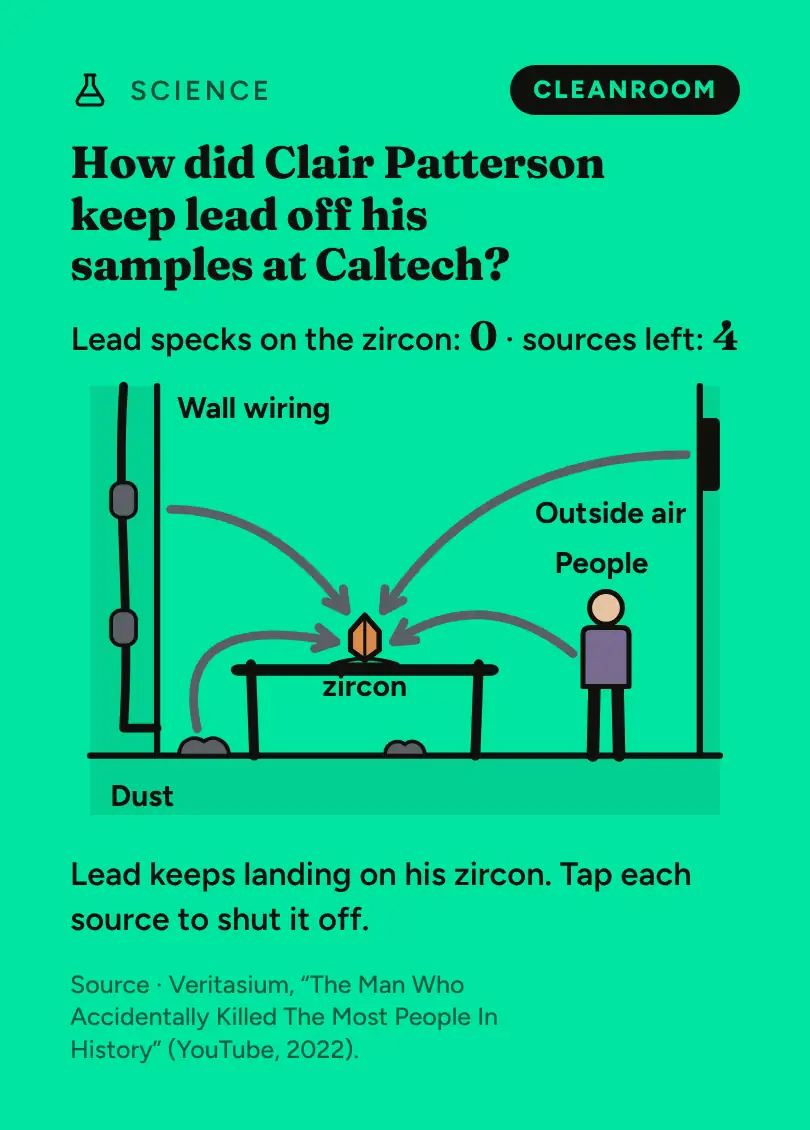 SCIENCE
CLEANROOM
How did Clair Patterson
keep lead off his
samples at Caltech?
Lead specks on the zircon: 0 · sources left: 4
Wall wiring
Outside air
People
zircon
Dust
Lead keeps landing on his zircon. Tap each
source to shut it off.
Source · Veritasium, “The Man Who
Accidentally Killed The Most People In
History” (YouTube, 2022).